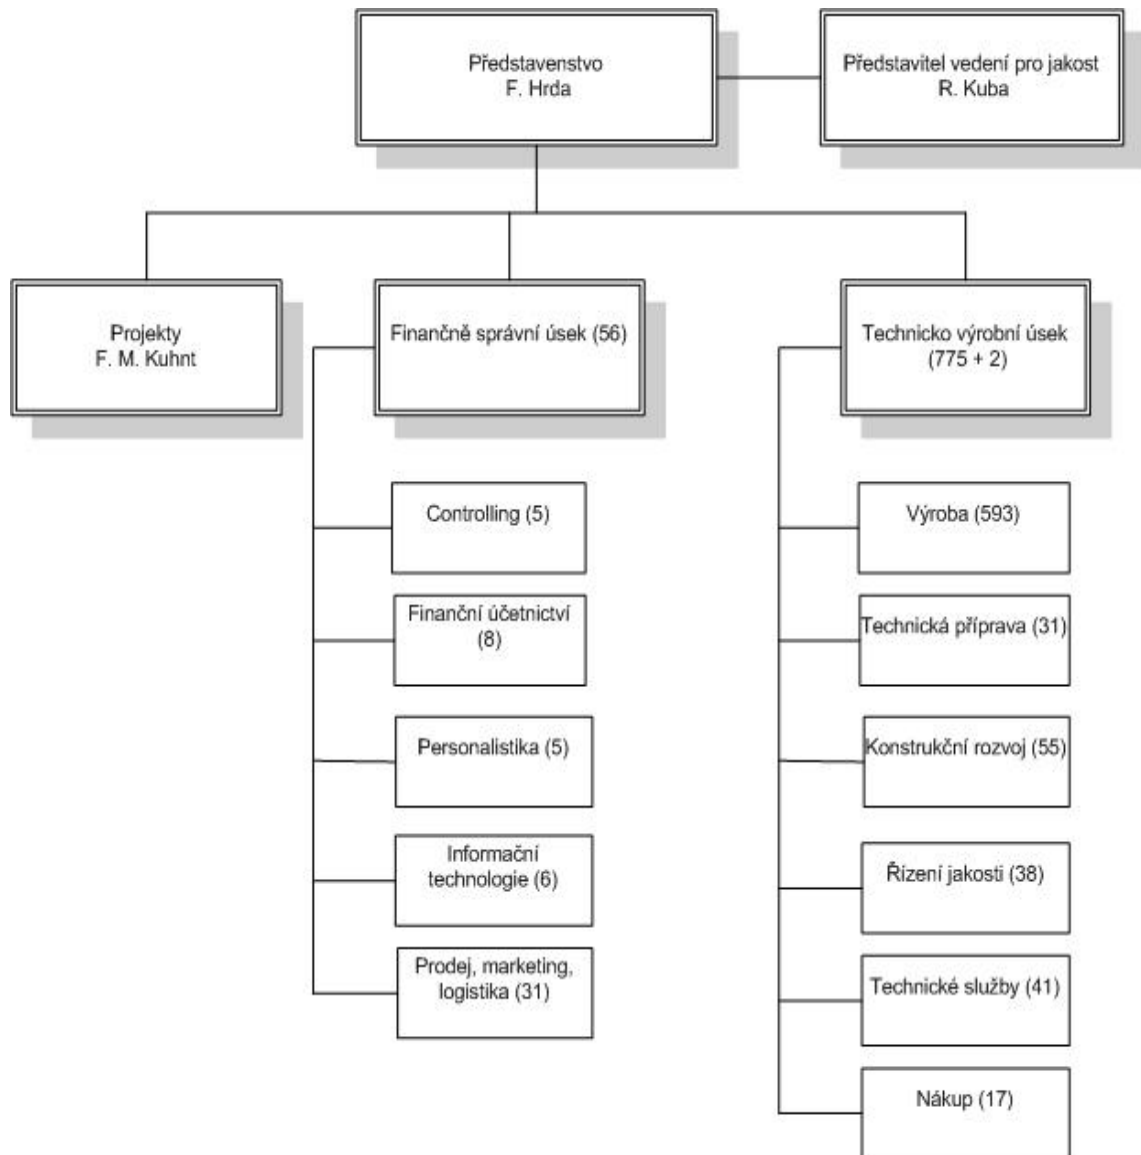 Představenstvo
F. Hrda
Představitel vedení pro jakost
R. Kuba
Projekty
F. M. Kuhnt
Finančně správní úsek (56)
Technicko výrobní úsek
(775 + 2)
Controlling (5)
Finanční účetnictví
(8)
Personalistika (5)
Informační
technologie (6)
Prodej, marketing,
logistika (31)
Výroba (593)
Technická příprava (31)
Konstrukční rozvoj (55)
Řízení jakosti (38)
Technické služby (41)
Nákup (17)